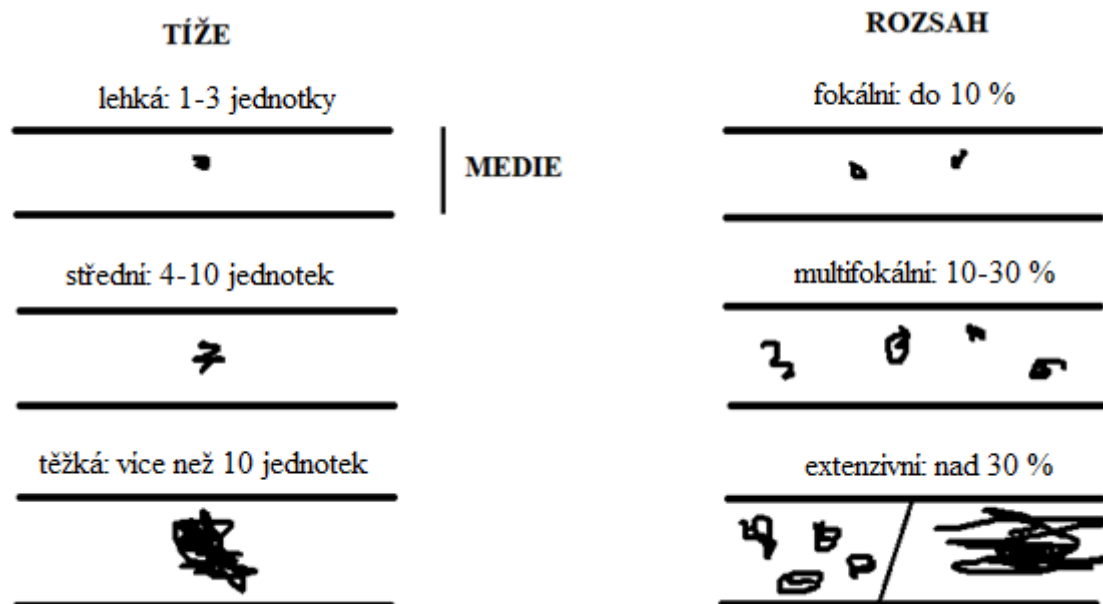 TÍŽE
lehká: 1-3 jednotky
MEDIE
střední: 4-10 jednotek
těžká: více než 10 jednotek
ROZSAH
fokální: do 10 %
multifokální: 10-30 %
extenzivní: nad 30 %